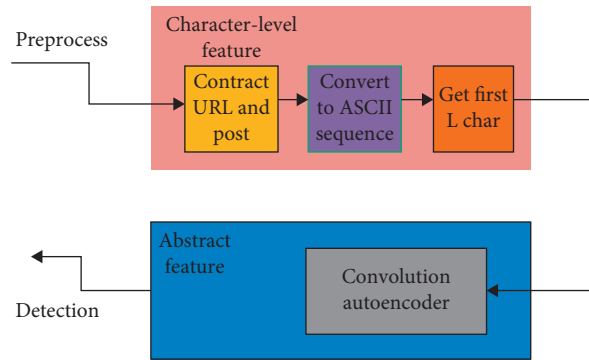 Preprocess
Character-level
feature
Contract
URL and
post
Convert
to ASCII
sequence
Get first
L char
Abstract
feature
Convolution
autoencoder
Detection